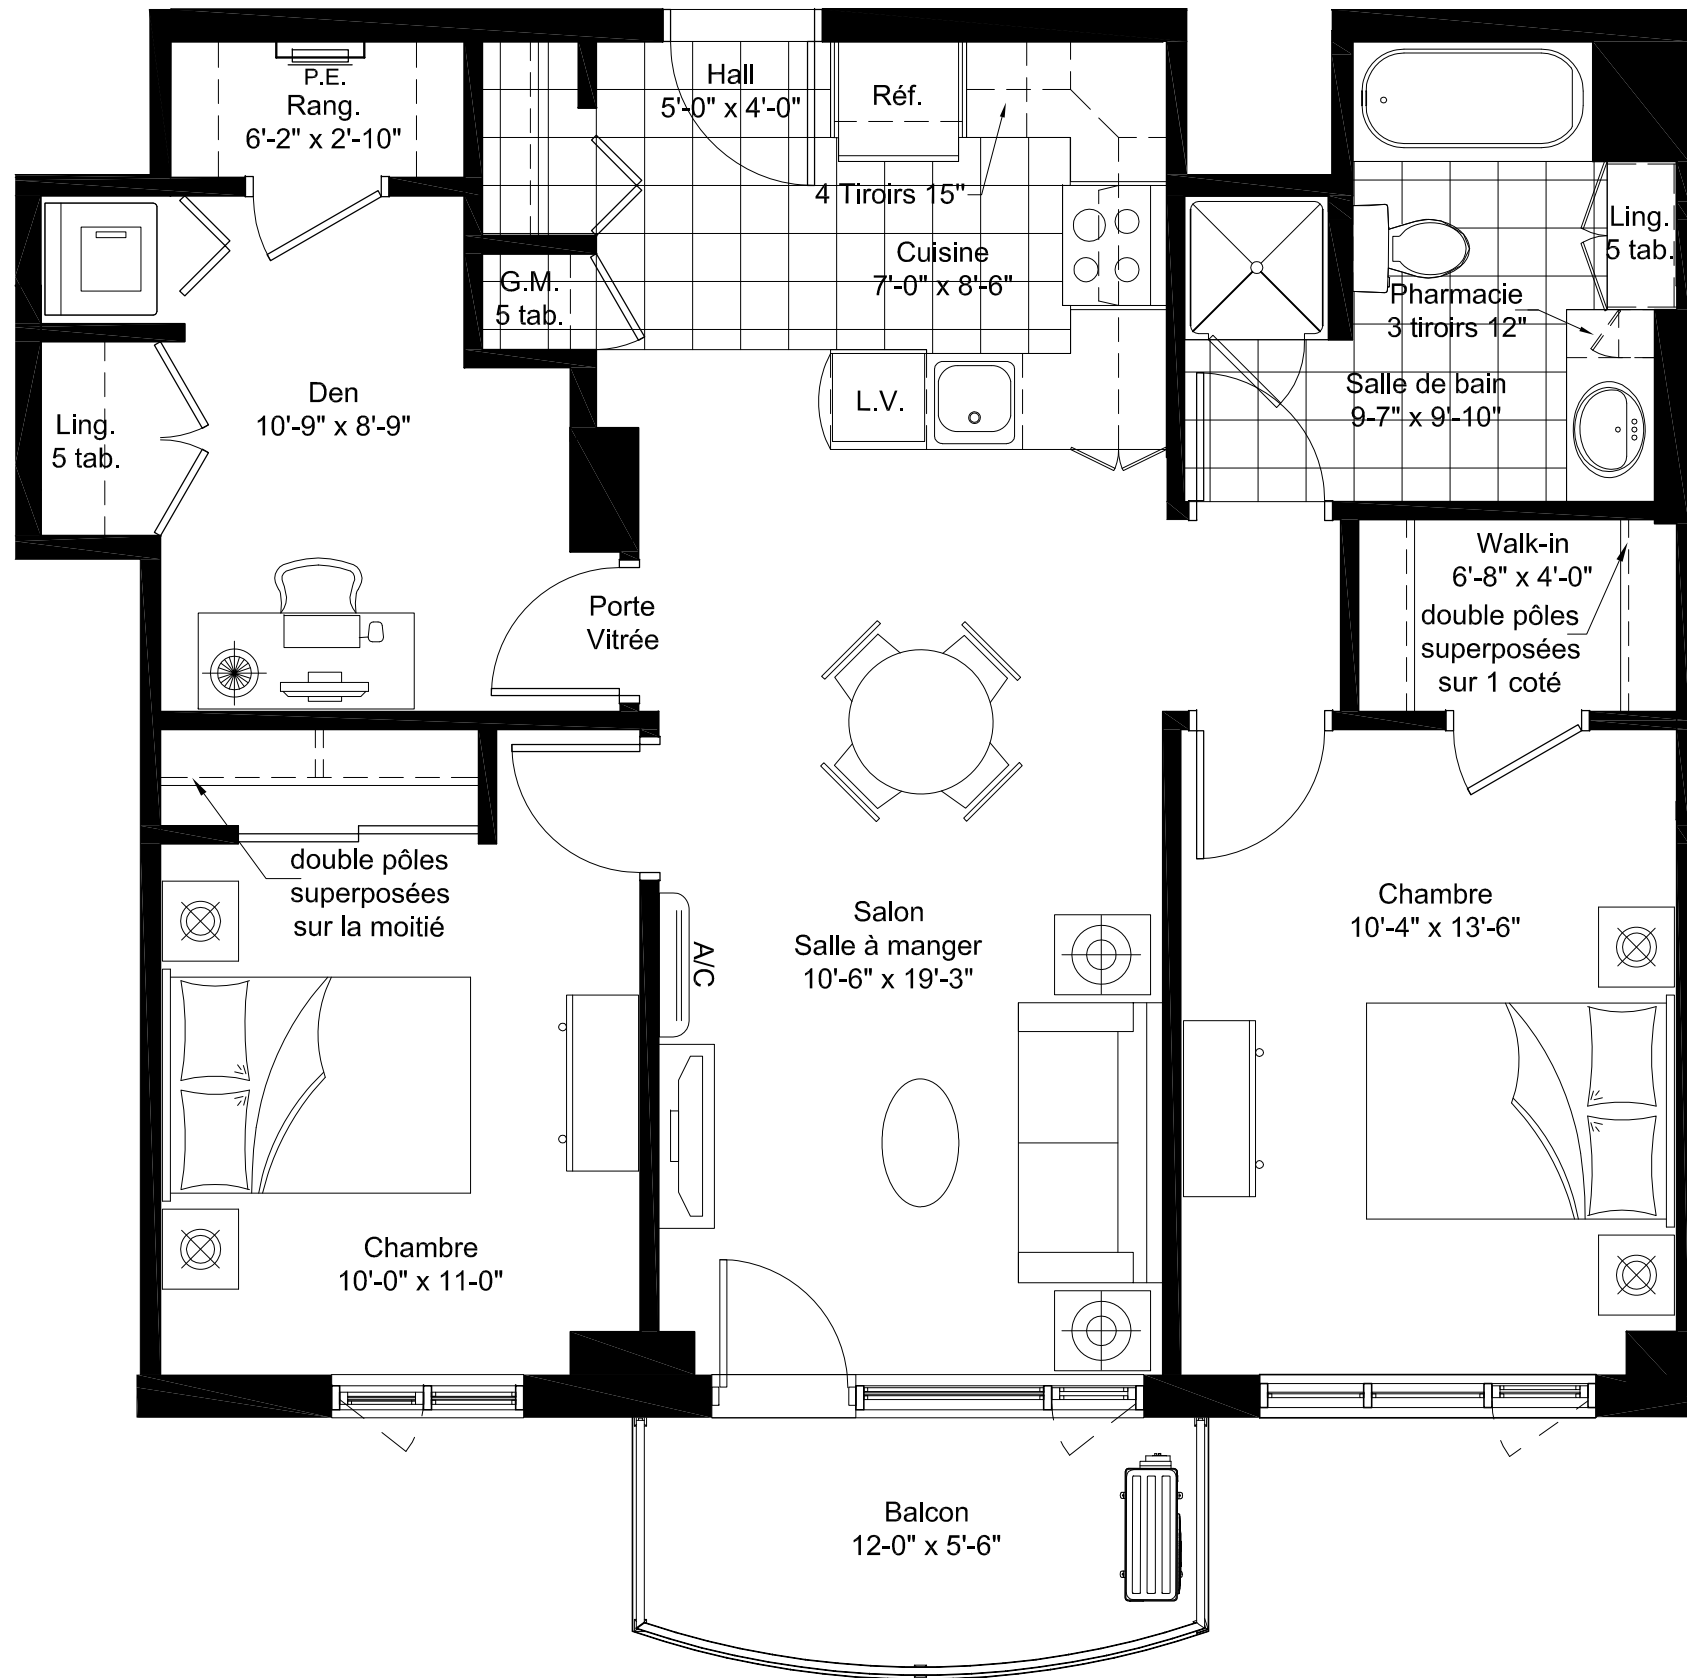 P.E.
Rang.
6'-2" x 2'-10"
Hall
5'-0" x 4'-0"
Réf.
4 Tiroirs 15"
Cuisine
7'-0" x 8'-6"
G.M.
5 tab.
Ling.
5 tab.
Pharmacie
3 tiroirs 12"
Salle de bain
9-7" x 9'-10"
Den
10'-9" x 8'-9"
Ling.
5 tab.
L.V.
Walk-in
6'-8" x 4'-0"
double pôles
superposées
sur 1 coté
Porte
Vitrée
double pôles
superposées
sur la moitié
A/C
Salon
Salle à manger
10'-6" x 19'-3"
Chambre
10'-4" x 13'-6"
Chambre
10'-0" x 11-0"
Balcon
12-0" x 5'-6"